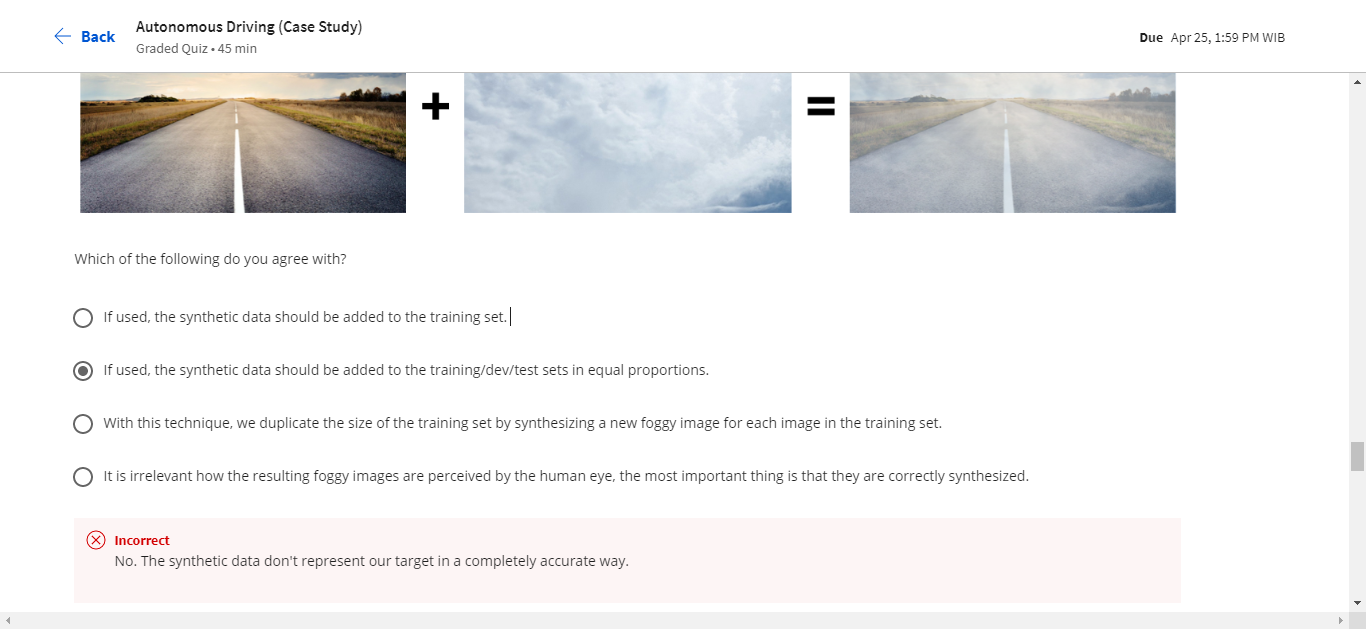 Back
Autonomous Driving (Case Study)
Graded Quiz • 45 min
Due Apr 25, 1:59 PM WIB
+
=
Which of the following do you agree with?
If used, the synthetic data should be added to the training set.
If used, the synthetic data should be added to the training/dev/test sets in equal proportions.
With this technique, we duplicate the size of the training set by synthesizing a new foggy image for each image in the training set.
It is irrelevant how the resulting foggy images are perceived by the human eye, the most important thing is that they are correctly synthesized.
Incorrect
No. The synthetic data don't represent our target in a completely accurate way.